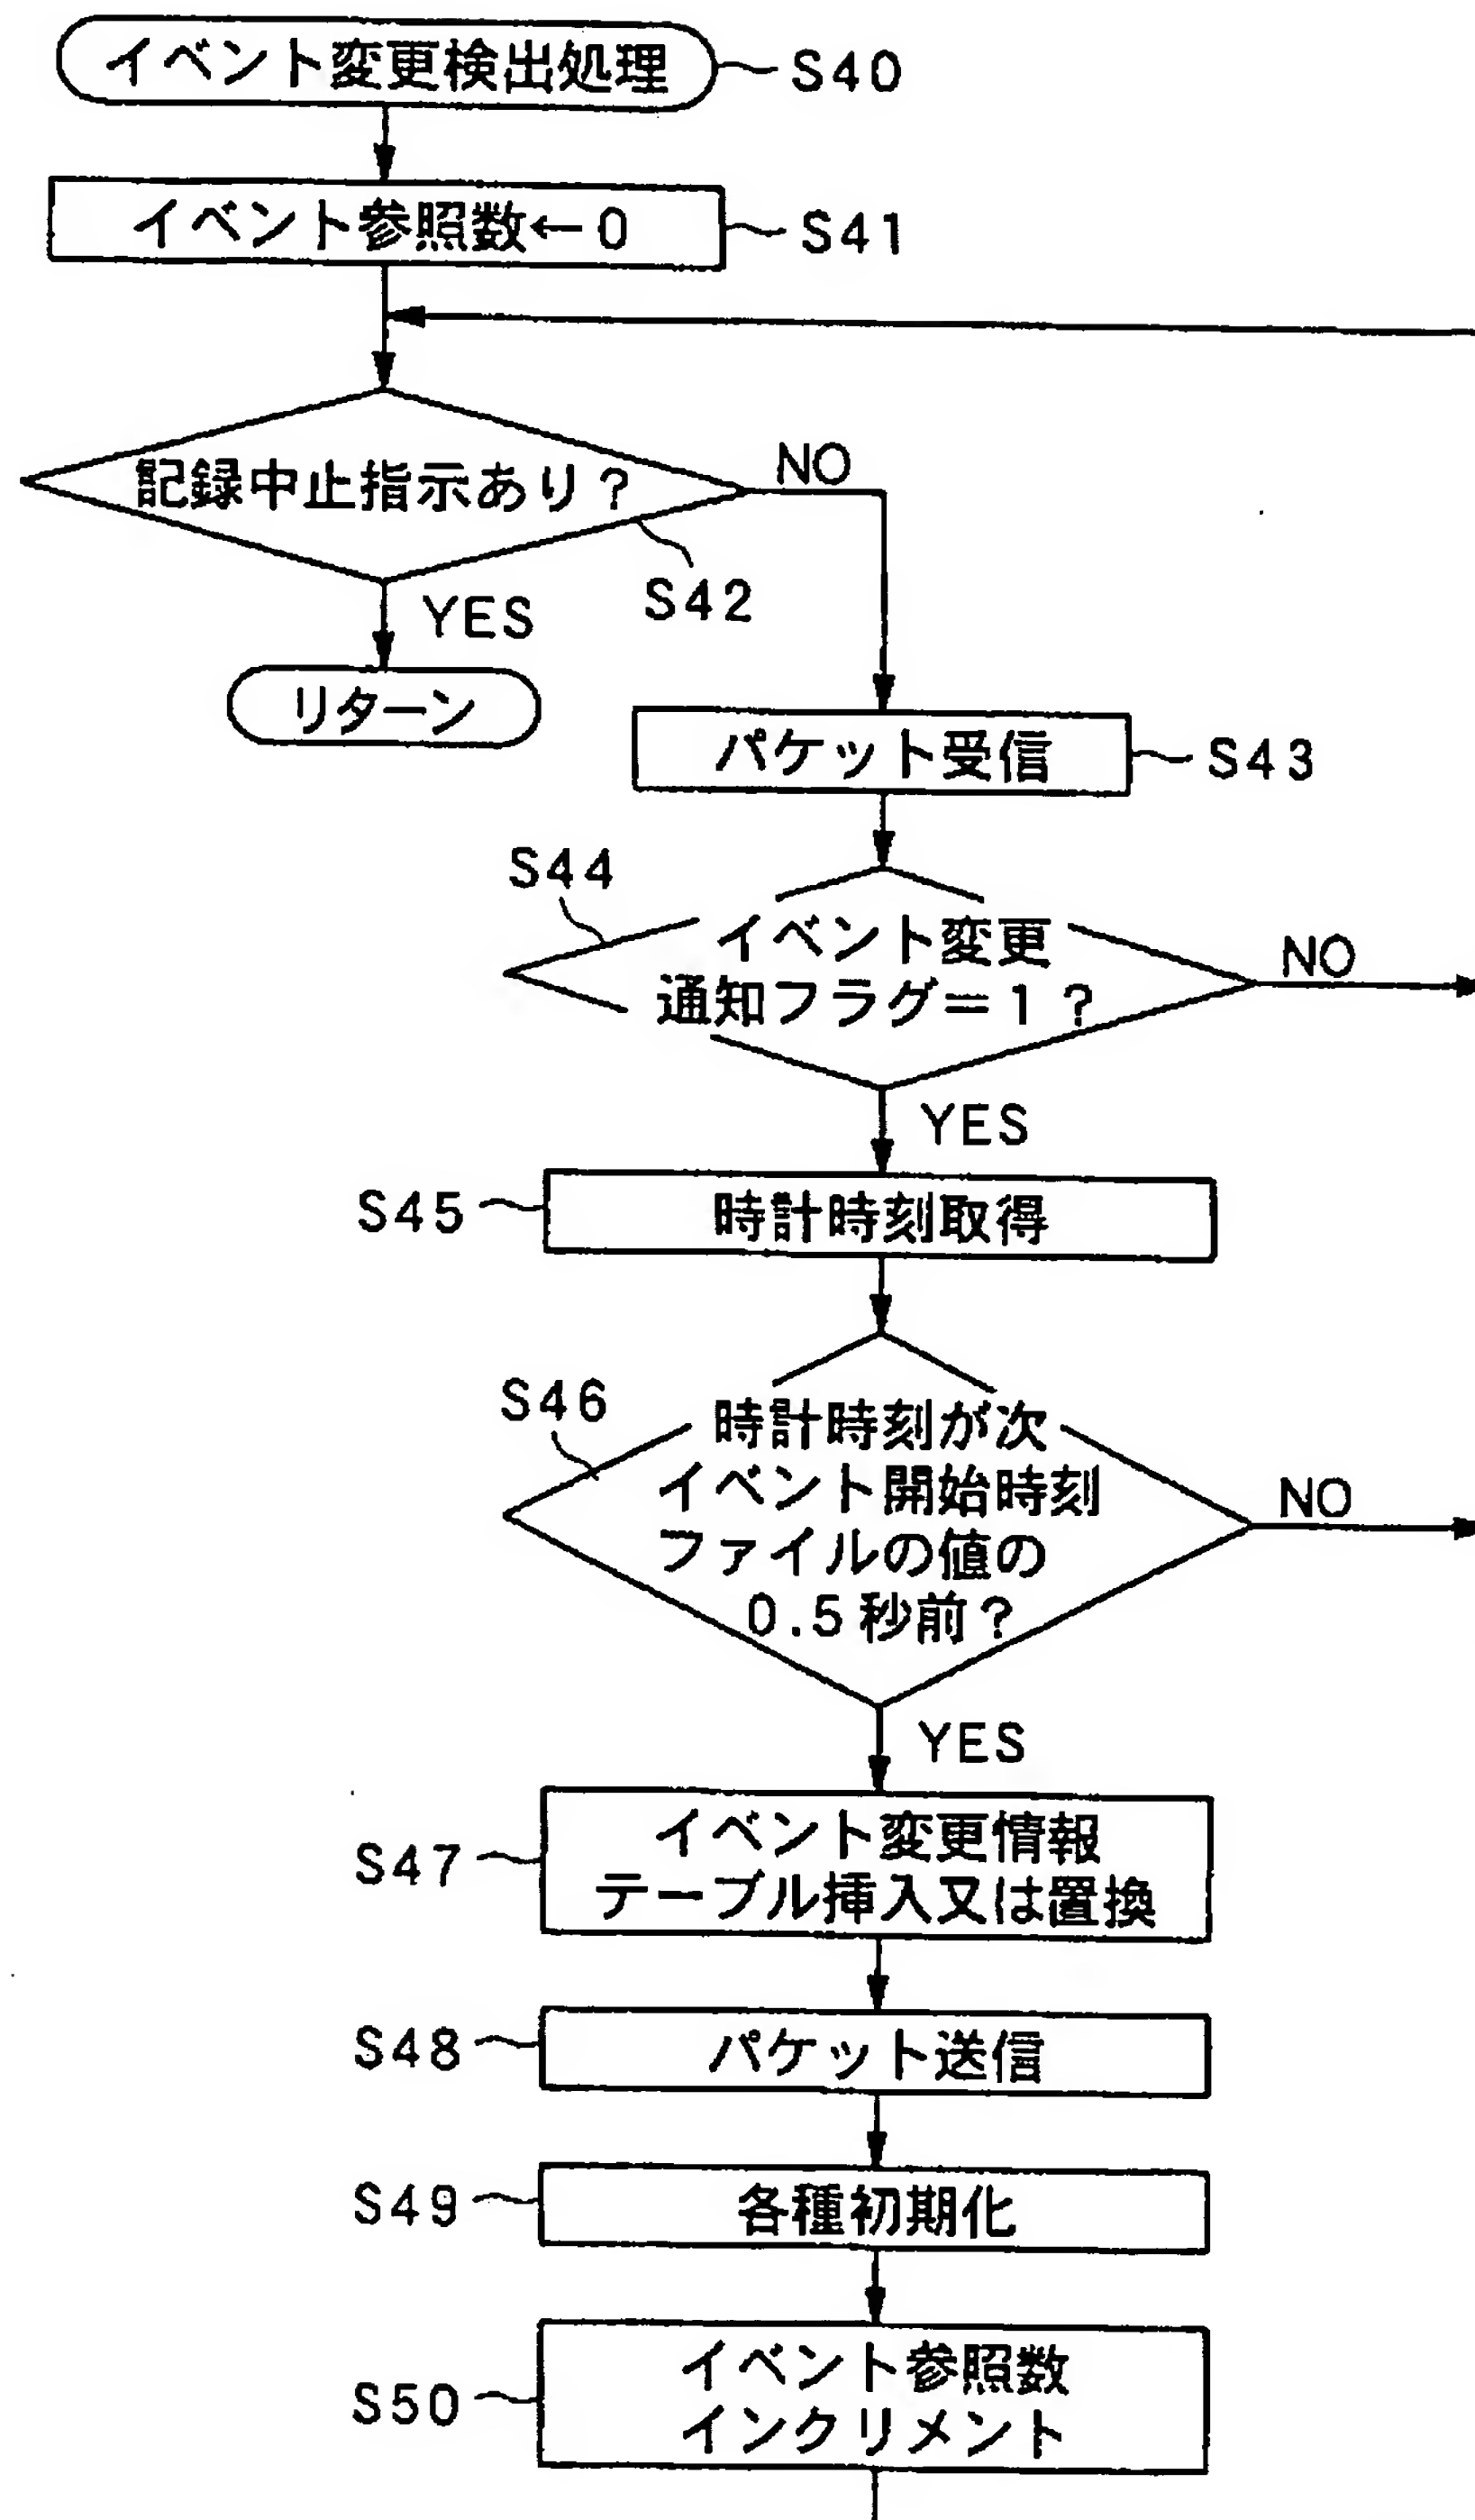 イベント変更検出処理
S40
イベント参照数←0
S41
記録中止指示あり?
NO
S42
YES
リターン
パケット受信
S43
S44
イベント変更
通知フラグ=1?
NO
YES
S45
時計時刻取得
S46
時計時刻が次
イベント開始時刻
ファイルの値の
0.5秒前?
NO
YES
S47
イベント変更情報
テーブル挿入又は置換
S48
パケット送信
S49
各種初期化
S50
イベント参照数
インクリメント